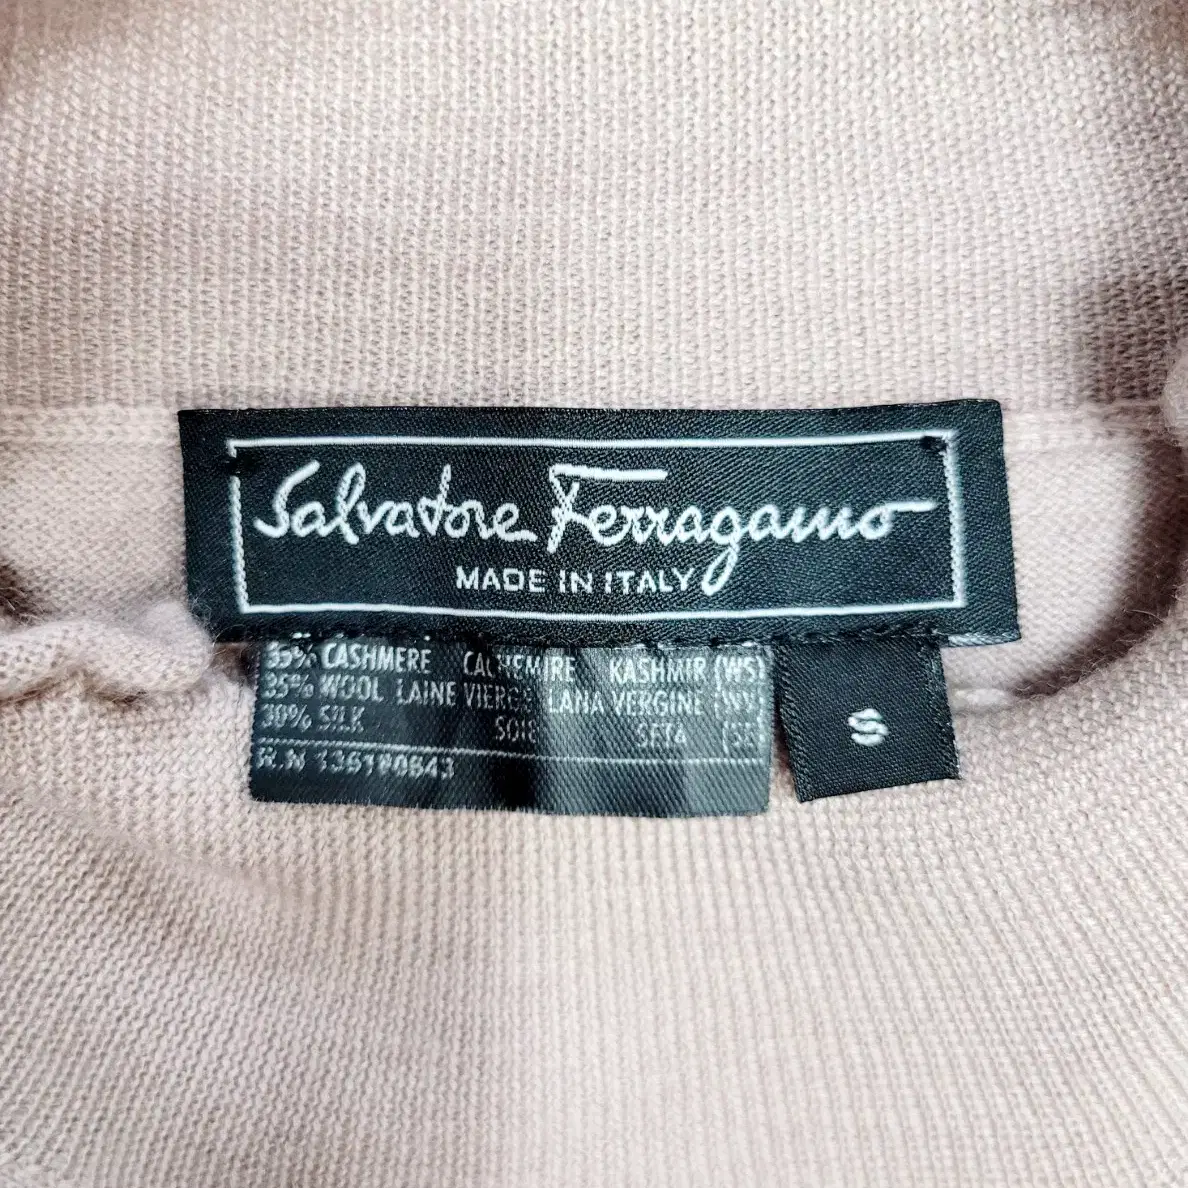 Salvatore Ferragamo
MADE IN ITALY
35% CASHMERE CACHEMIRE KASHMIR (WS)
35% WOOL LAINE VIERGE LANA VERGINE (WV)
30% SILK SOIE SETA (SE)
R.N
S